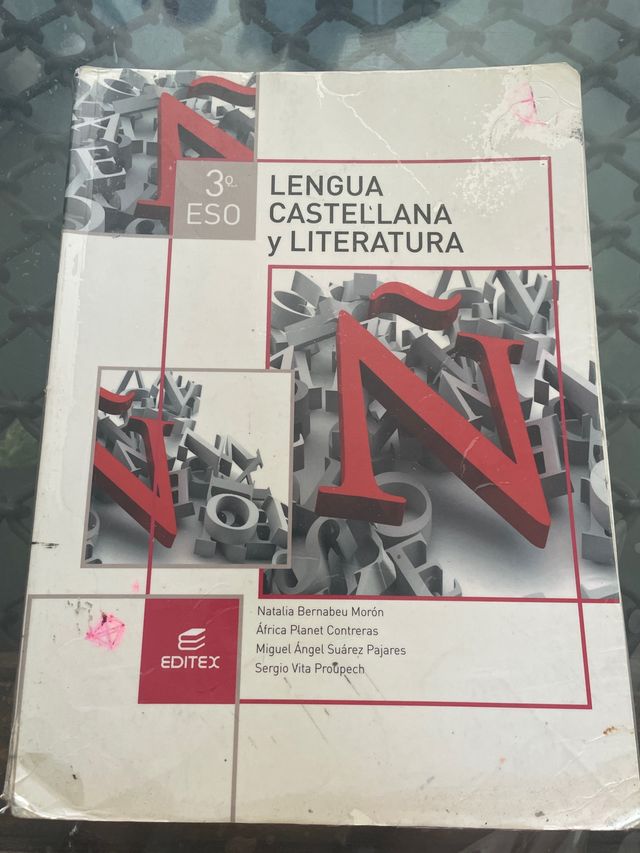 3º
ESO
LENGUA
CASTELLANA
y LITERATURA
Natalia Bernabeu Morón
África Planet Contreras
Miguel Ángel Suárez Pajares
Sergio Vita Proupech
EDITEX